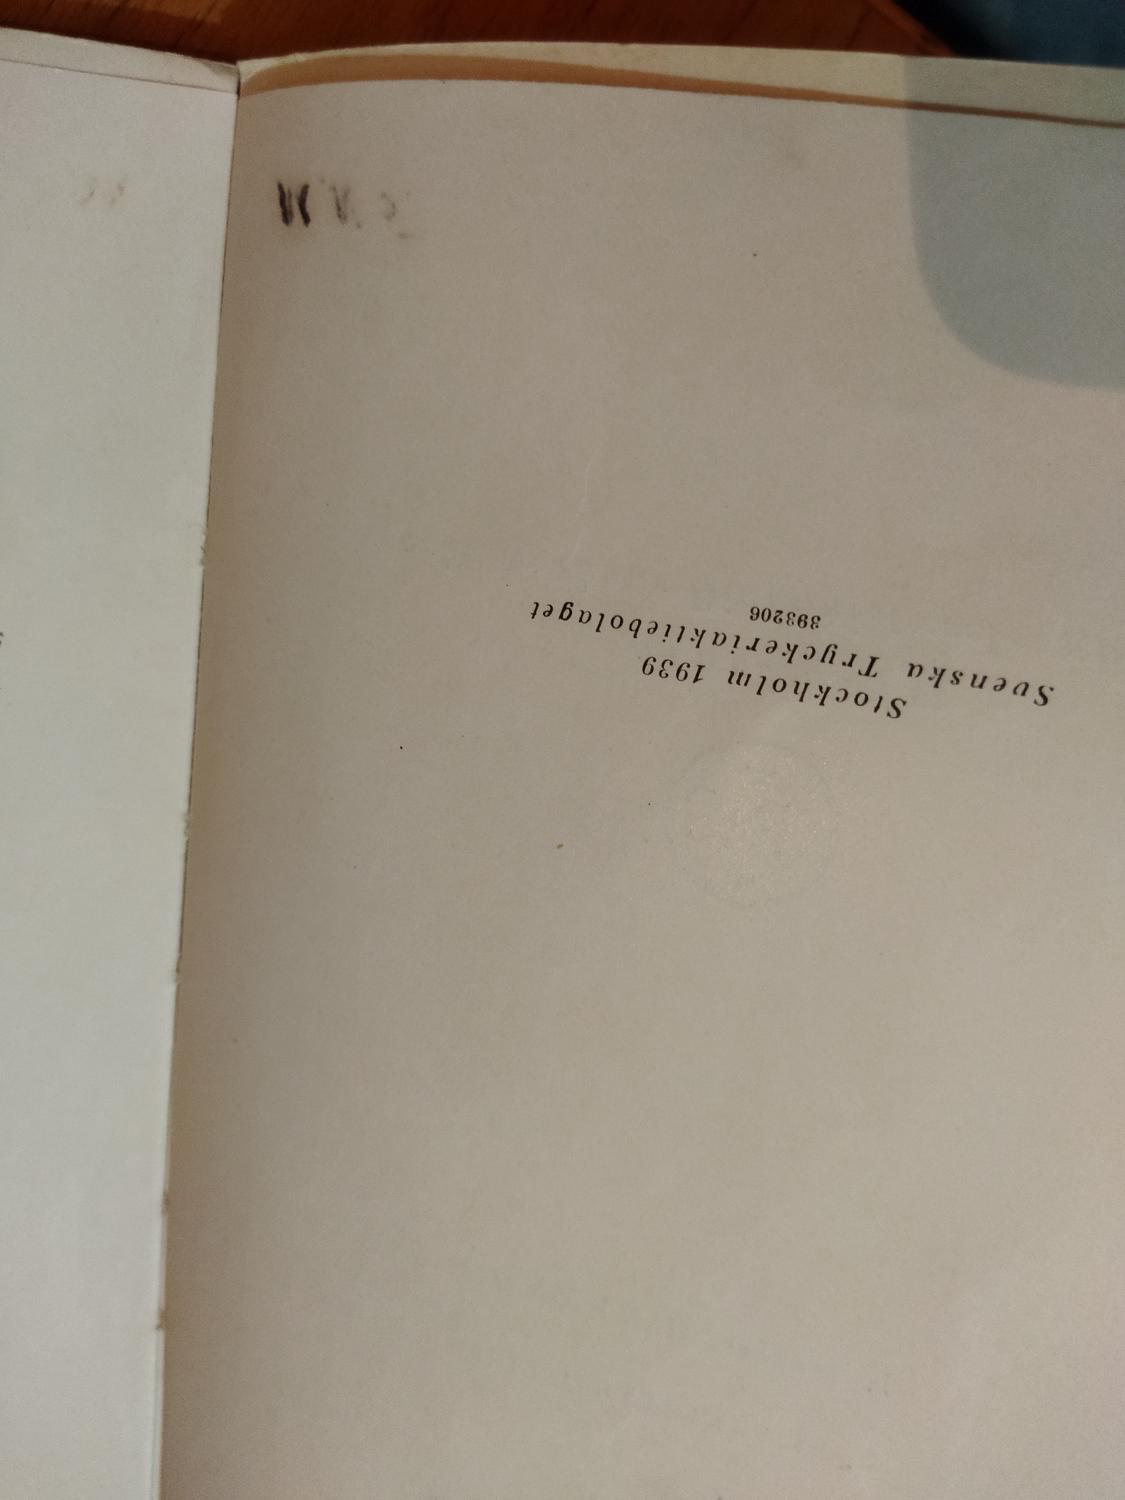 Stockholm 1939
Svenska Tryckeriaktiebolaget
393206